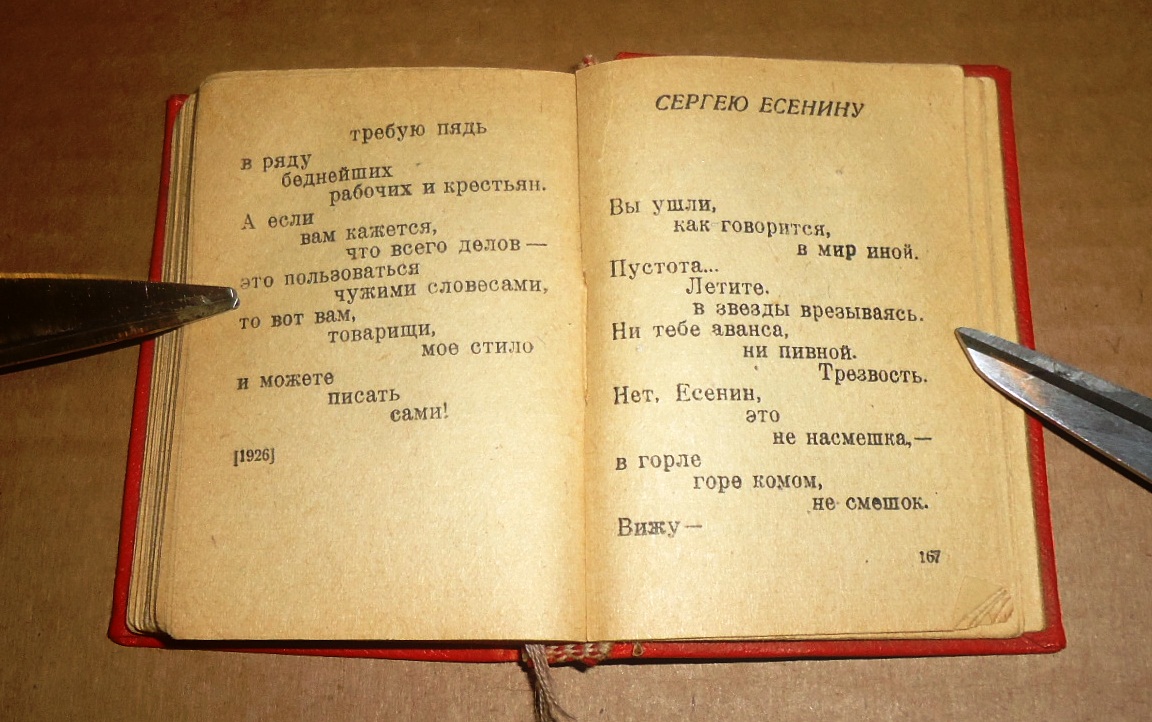 требую пядь
в ряду
беднейших
рабочих и крестьян.
А если
вам кажется,
что всего делов —
это пользоваться
чужими словесами,
то вот вам,
товарищи,
мое стило
и можете
писать
сами!
[1926]
СЕРГЕЮ ЕСЕНИНУ
Вы ушли,
как говорится,
в мир иной.
Пустота...
Летите.
в звезды врезываясь.
Ни тебе аванса,
ни пивной.
Трезвость.
Нет, Есенин,
это
не насмешка,—
в горле
горе комом,
не смешок.
Вижу —
167